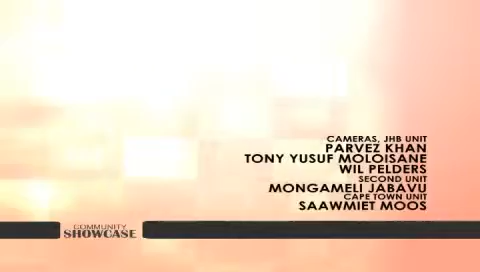 CAMERAS, JHB UNIT
PARVEZ KHAN
TONY YUSUF MOLOISANE
WIL PELDERS
SECOND UNIT
MONGAMELI JABAVU
CAPE TOWN UNIT
SAAWMIET MOOS
COMMUNITY
SHOWCASE